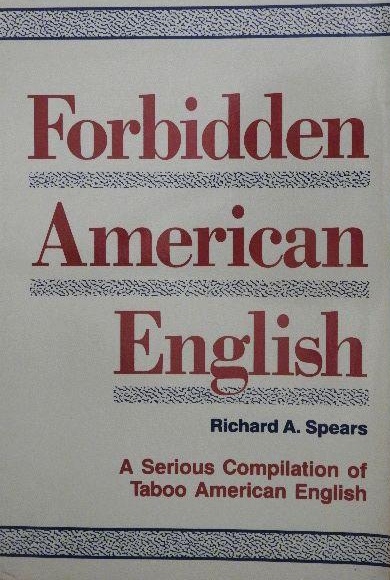 Forbidden
American
English
Richard A. Spears
A Serious Compilation of
Taboo American English